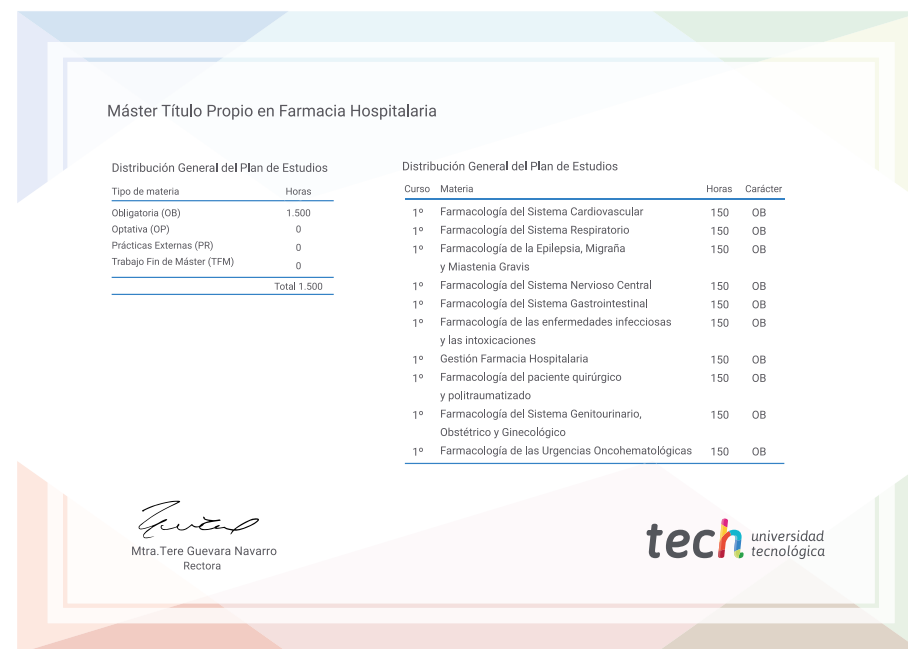 Máster Título Propio en Farmacia Hospitalaria
Distribución General del Plan de Estudios
Tipo de materia Horas
Obligatoria (OB) 1.500
Optativa (OP) 0
Prácticas Externas (PR) 0
Trabajo Fin de Máster (TFM) 0
Total 1.500
Distribución General del Plan de Estudios
Curso Materia Horas Carácter
1º Farmacología del Sistema Cardiovascular 150 OB
1º Farmacología del Sistema Respiratorio 150 OB
1º Farmacología de la Epilepsia, Migraña 150 OB
y Miastenia Gravis
1º Farmacología del Sistema Nervioso Central 150 OB
1º Farmacología del Sistema Gastrointestinal 150 OB
1º Farmacología de las enfermedades infecciosas 150 OB
y las intoxicaciones
1º Gestión Farmacia Hospitalaria 150 OB
1º Farmacología del paciente quirúrgico 150 OB
y politraumatizado
1º Farmacología del Sistema Genitourinario, 150 OB
Obstétrico y Ginecológico
1º Farmacología de las Urgencias Oncohematológicas 150 OB
Mtra.Tere Guevara Navarro
Rectora
tech universidad
tecnológica